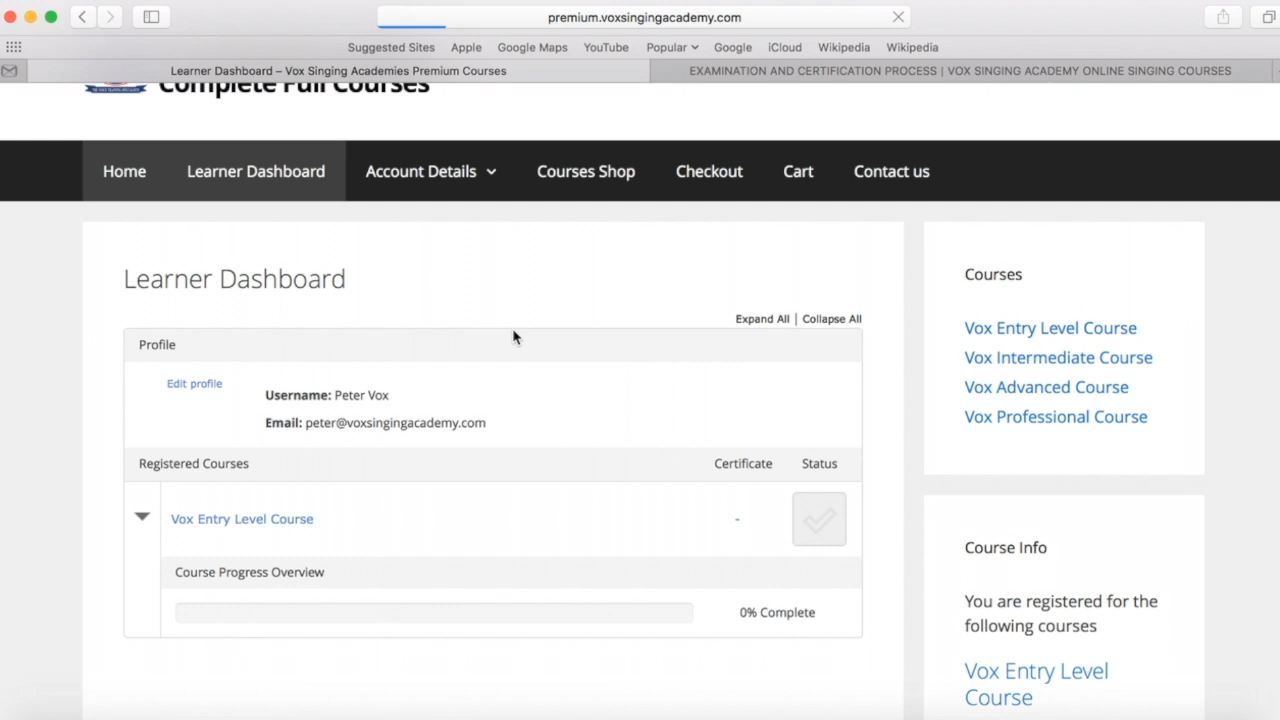 premium.voxsingingacademy.com
Suggested Sites Apple Google Maps YouTube Popular Google iCloud Wikipedia Wikipedia
Learner Dashboard – Vox Singing Academies Premium Courses
EXAMINATION AND CERTIFICATION PROCESS | VOX SINGING ACADEMY ONLINE SINGING COURSES
Complete Full Courses
Home Learner Dashboard Account Details Courses Shop Checkout Cart Contact us
Learner Dashboard
Expand All | Collapse All
Profile
Edit profile
Username: Peter Vox
Email: peter@voxsingingacademy.com
Registered Courses Certificate Status
Vox Entry Level Course -
Course Progress Overview
0% Complete
Courses
Vox Entry Level Course
Vox Intermediate Course
Vox Advanced Course
Vox Professional Course
Course Info
You are registered for the
following courses
Vox Entry Level
Course